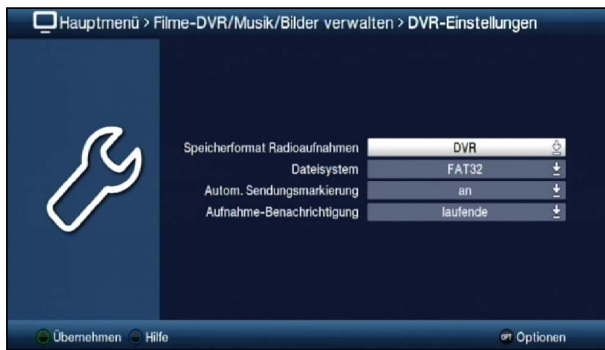 Hauptmenü > Filme-DVR/Musik/Bilder verwalten > DVR-Einstellungen
Speicherformat Radioaufnahmen DVR
Dateisystem FAT32
Autom. Sendungsmarkierung an
Aufnahme-Benachrichtigung laufende
Übernehmen Hilfe OPT Optionen